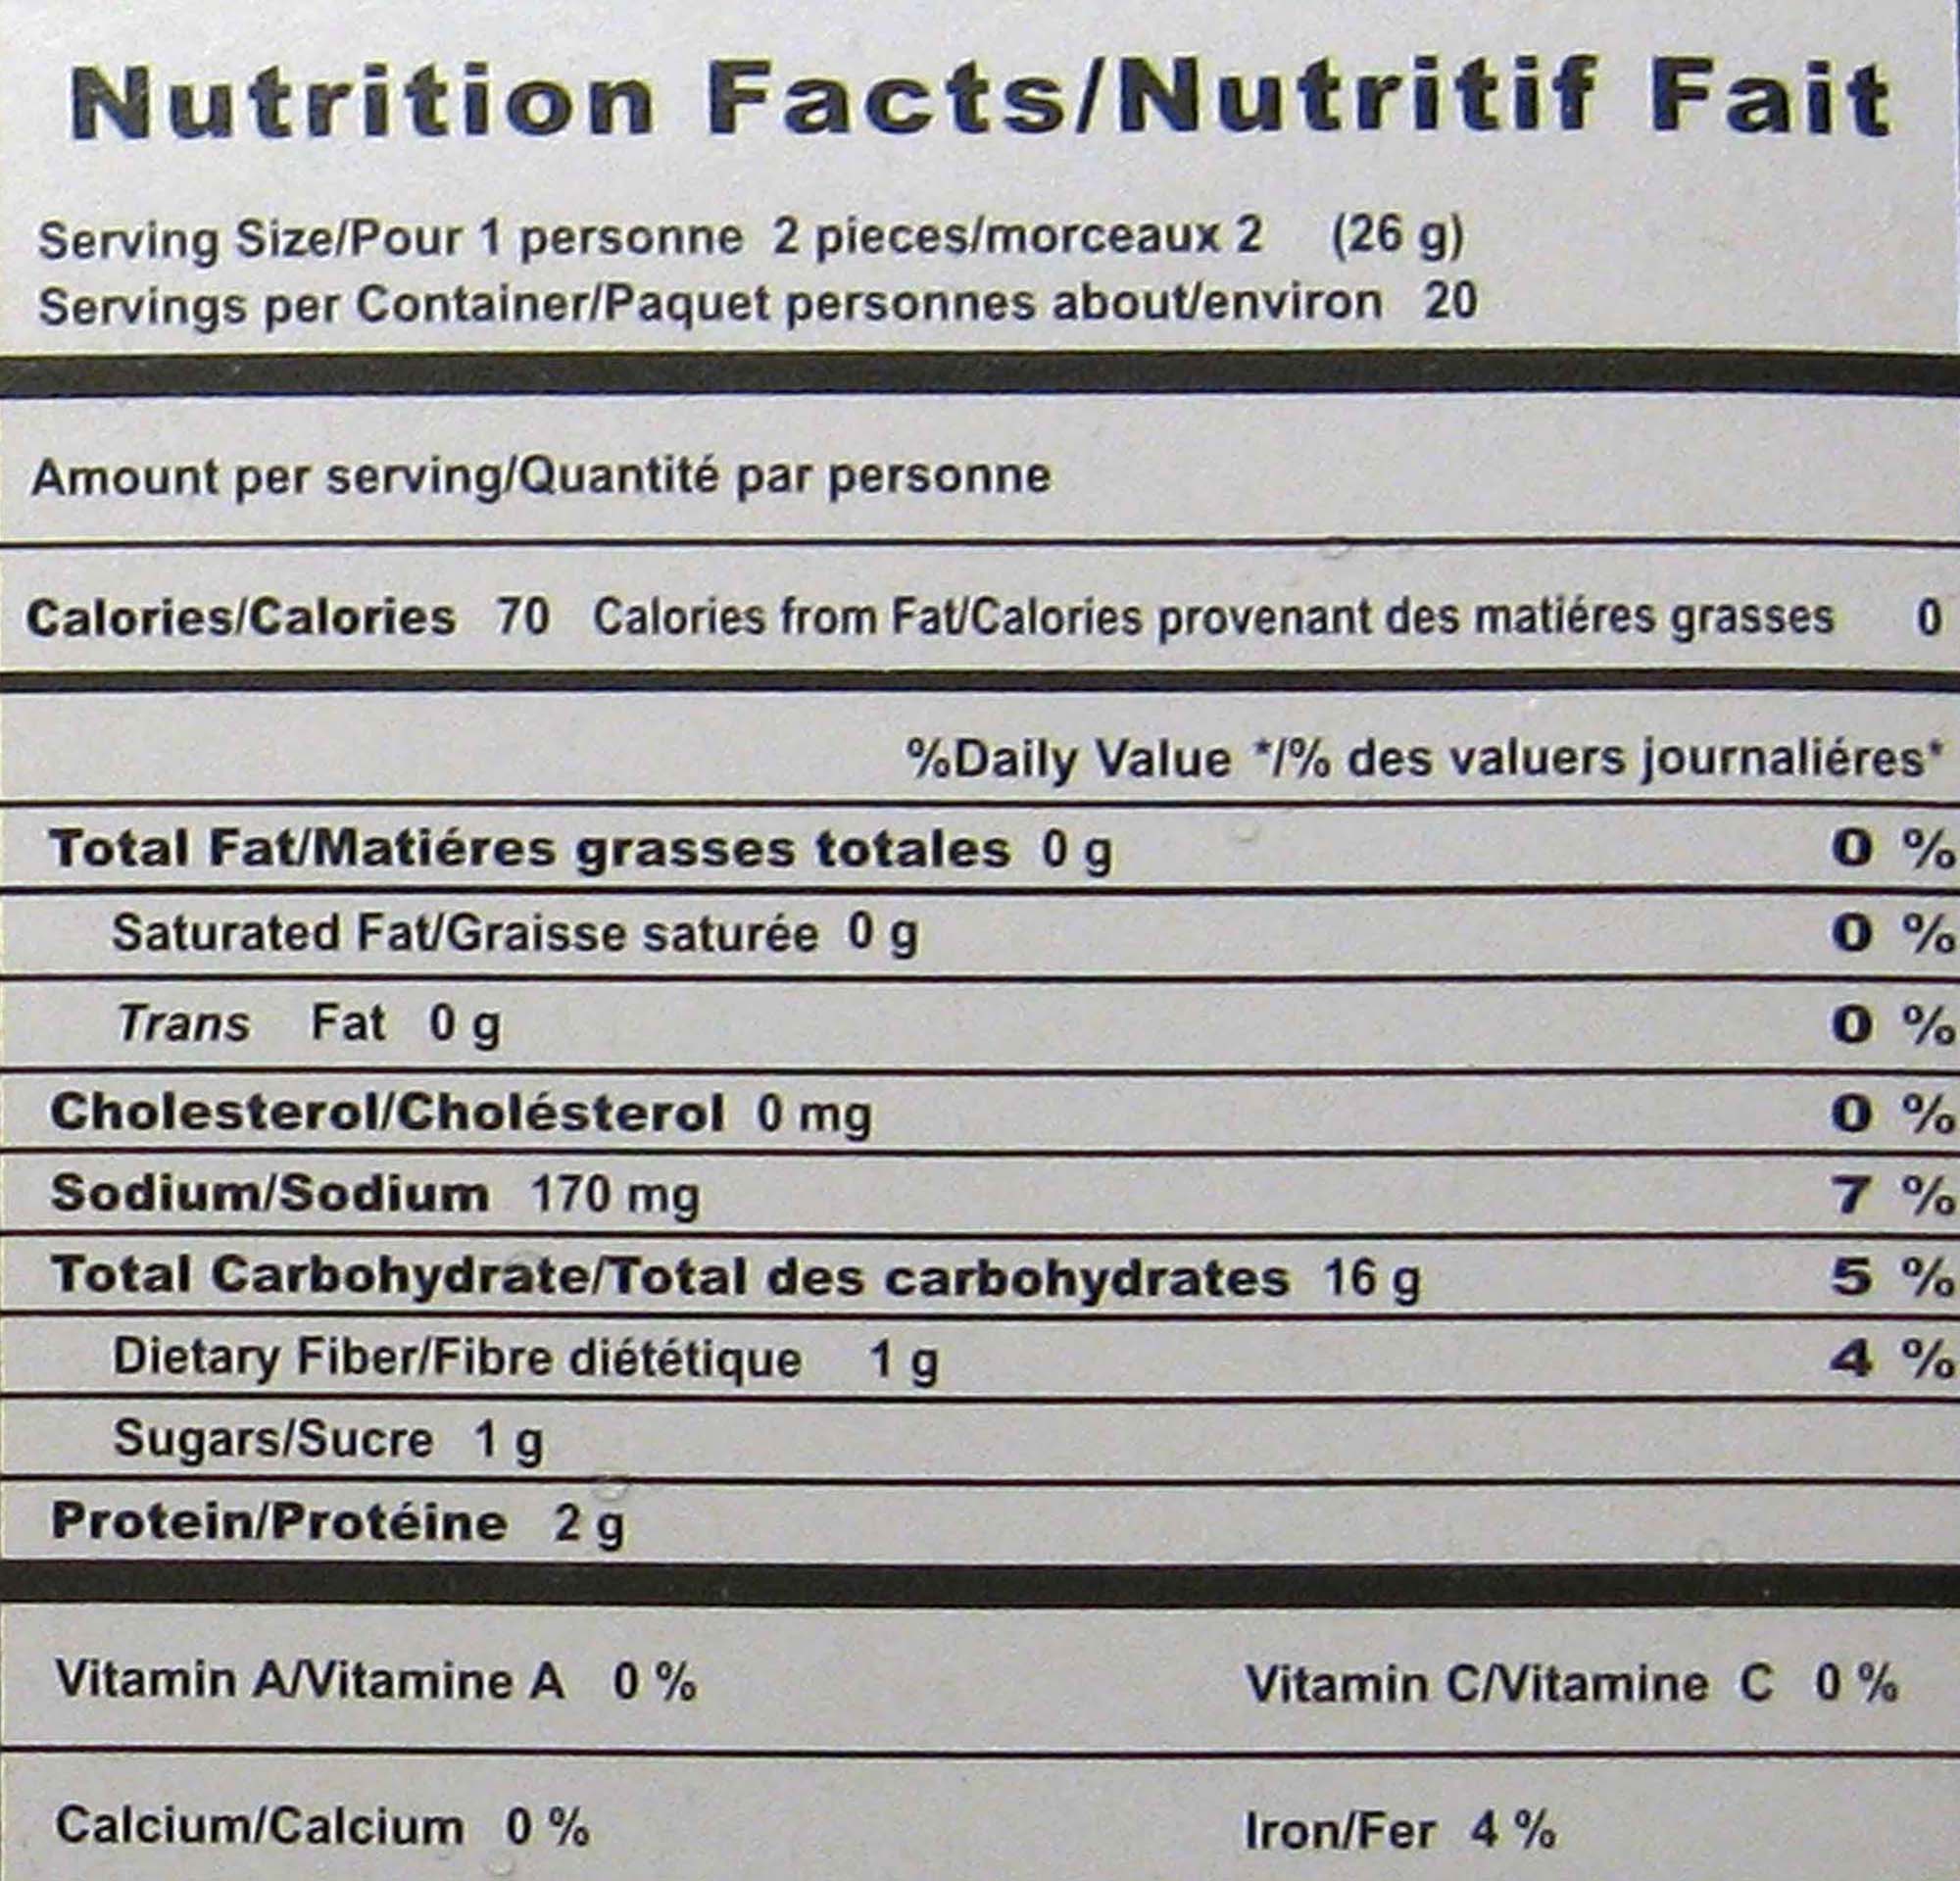 Nutrition Facts/Nutritif Fait
Serving Size/Pour 1 personne 2 pieces/morceaux 2 (26 g)
Servings per Container/Paquet personnes about/environ 20
Amount per serving/Quantité par personne
Calories/Calories 70 Calories from Fat/Calories provenant des matiéres grasses 0
%Daily Value */% des valuers journaliéres*
Total Fat/Matiéres grasses totales 0 g 0 %
Saturated Fat/Graisse saturée 0 g 0 %
Trans Fat 0 g 0 %
Cholesterol/Cholésterol 0 mg 0 %
Sodium/Sodium 170 mg 7 %
Total Carbohydrate/Total des carbohydrates 16 g 5 %
Dietary Fiber/Fibre diététique 1 g 4 %
Sugars/Sucre 1 g
Protein/Protéine 2 g
Vitamin A/Vitamine A 0 % Vitamin C/Vitamine C 0 %
Calcium/Calcium 0 % Iron/Fer 4 %